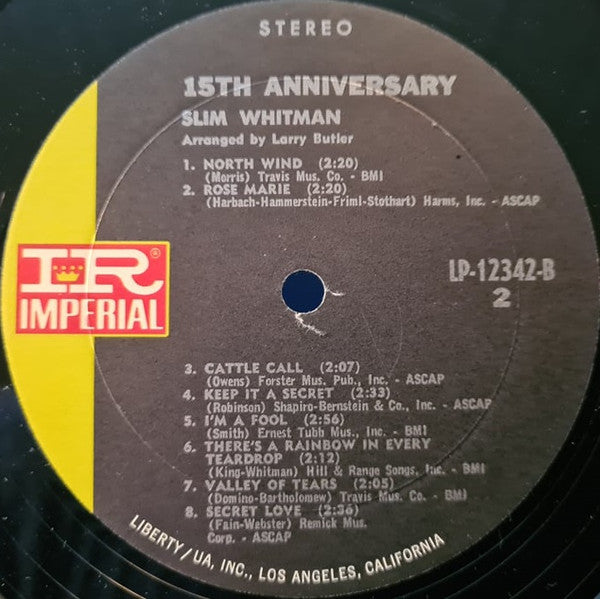 STEREO
15TH ANNIVERSARY
SLIM WHITMAN
Arranged by Larry Butler
1. NORTH WIND (2:20)
(Morris) Travis Mus. Co. - BMI
2. ROSE MARIE (2:20)
(Harbach-Hammerstein-Friml-Stothart) Harms, Inc. - ASCAP
IR®
IMPERIAL
LP-12342-B
2
3. CATTLE CALL (2:07)
(Owens) Forster Mus. Pub., Inc. - ASCAP
4. KEEP IT A SECRET (2:33)
(Robinson) Shapiro-Bernstein & Co., Inc. - ASCAP
5. I'M A FOOL (2:56)
(Smith) Ernest Tubb Mus., Inc. - BMI
6. THERE'S A RAINBOW IN EVERY
TEARDROP (2:12)
(King-Whitman) Hill & Range Songs, Inc. - BMI
7. VALLEY OF TEARS (2:05)
(Domino-Bartholomew) Travis Mus. Co. - BMI
8. SECRET LOVE (2:36)
(Fain-Webster) Remick Mus.
Corp. - ASCAP
LIBERTY/UA, INC., LOS ANGELES, CALIFORNIA